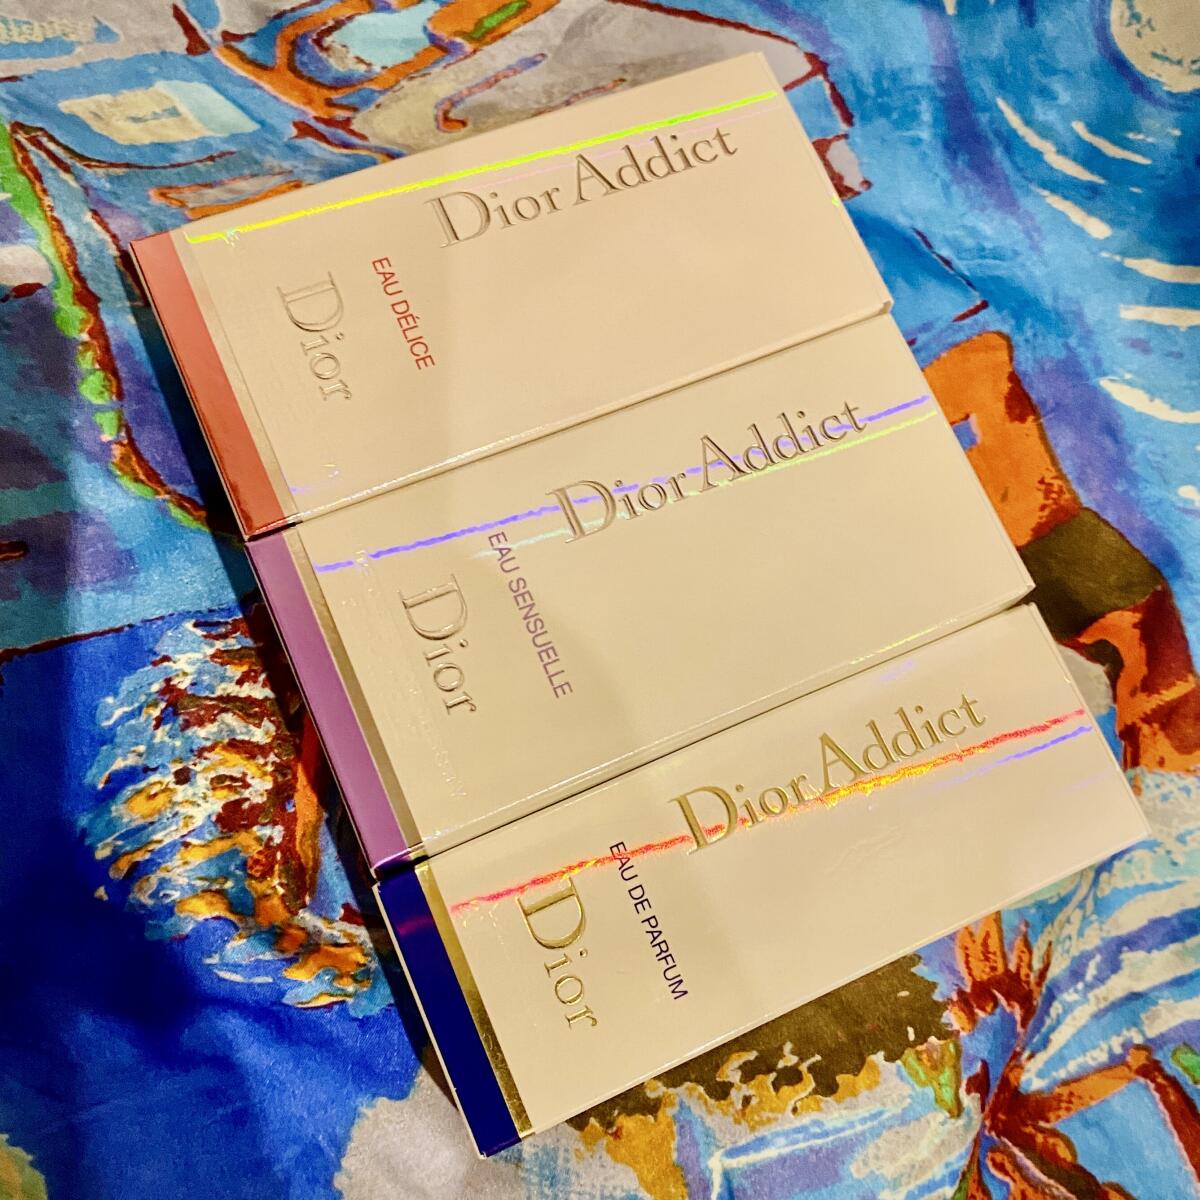 Dior Addict
EAU DÉLICE
Dior
Dior Addict
EAU SENSUELLE
Dior
Dior Addict
EAU DE PARFUM
Dior